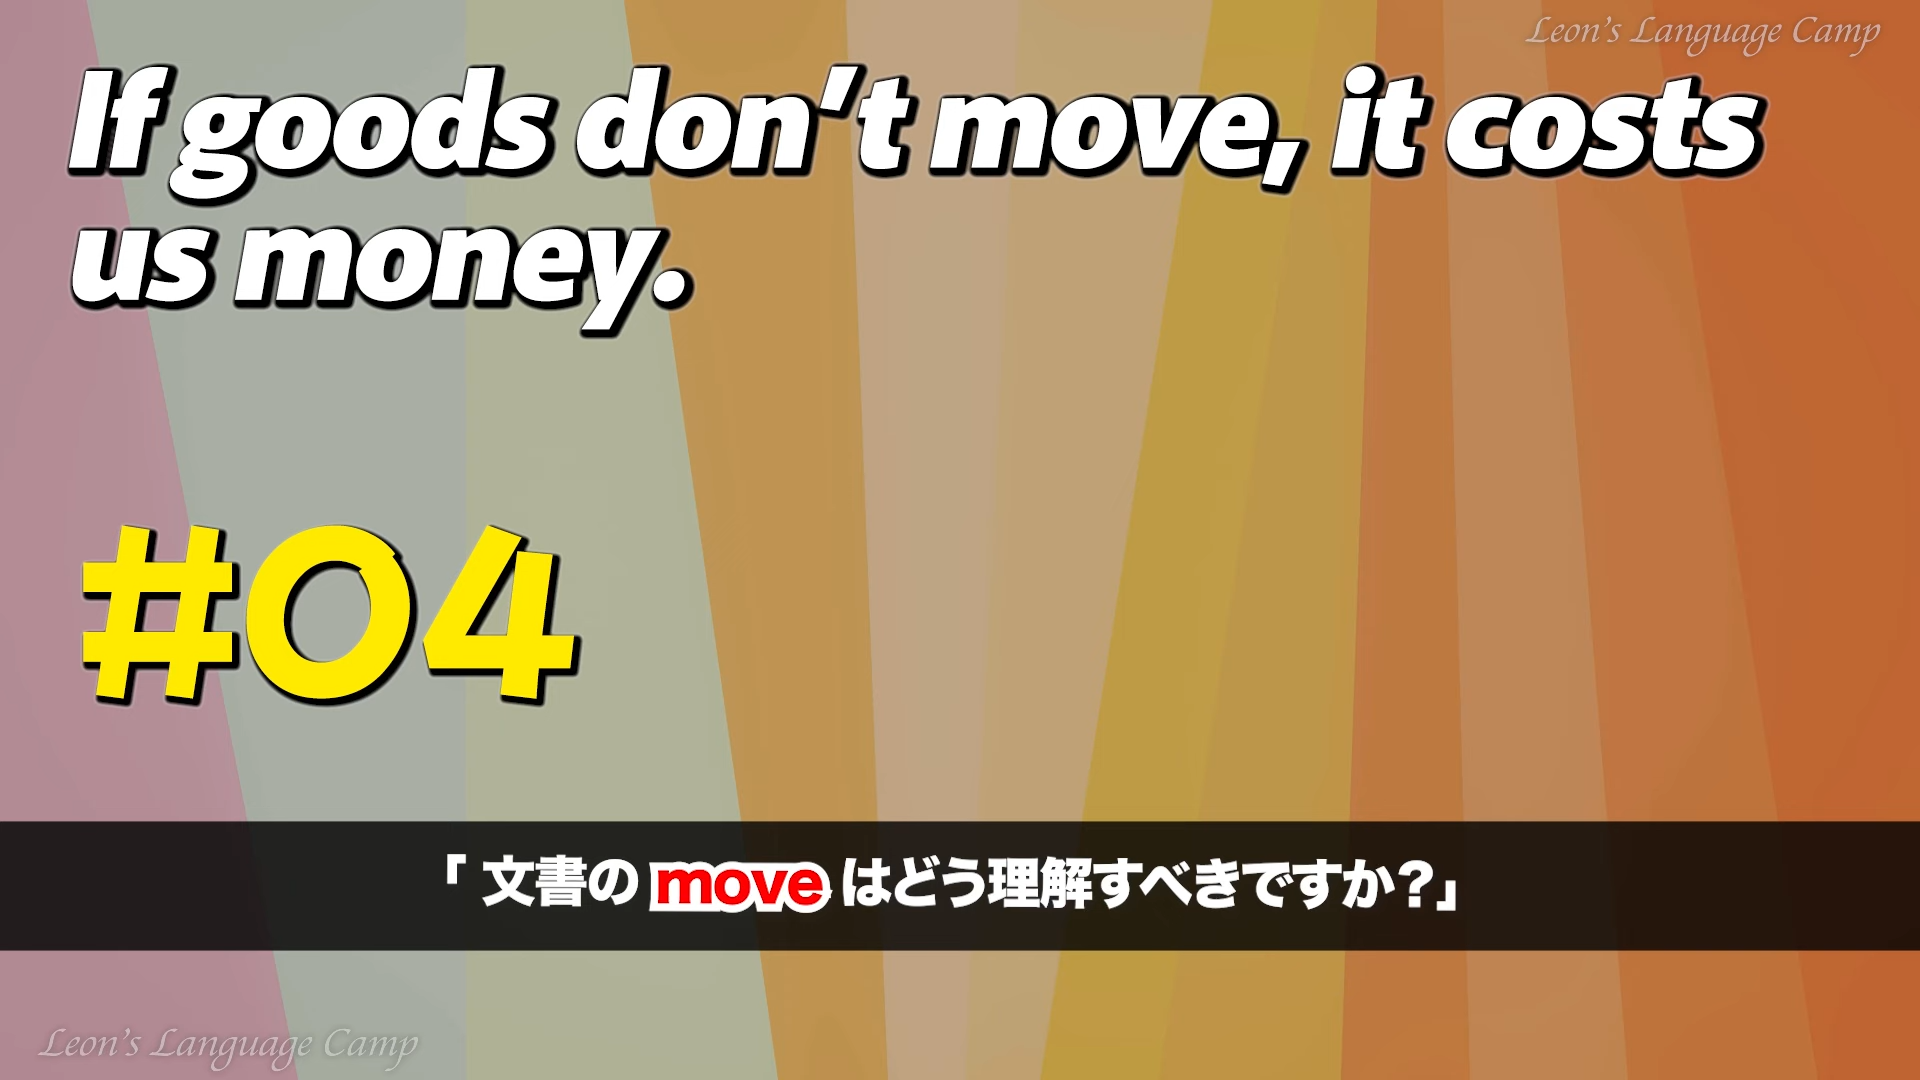 Leon's Language Camp
If goods don't move, it costs
us money.
#04
「 文書の move はどう理解すべきですか？」
Leon's Language Camp